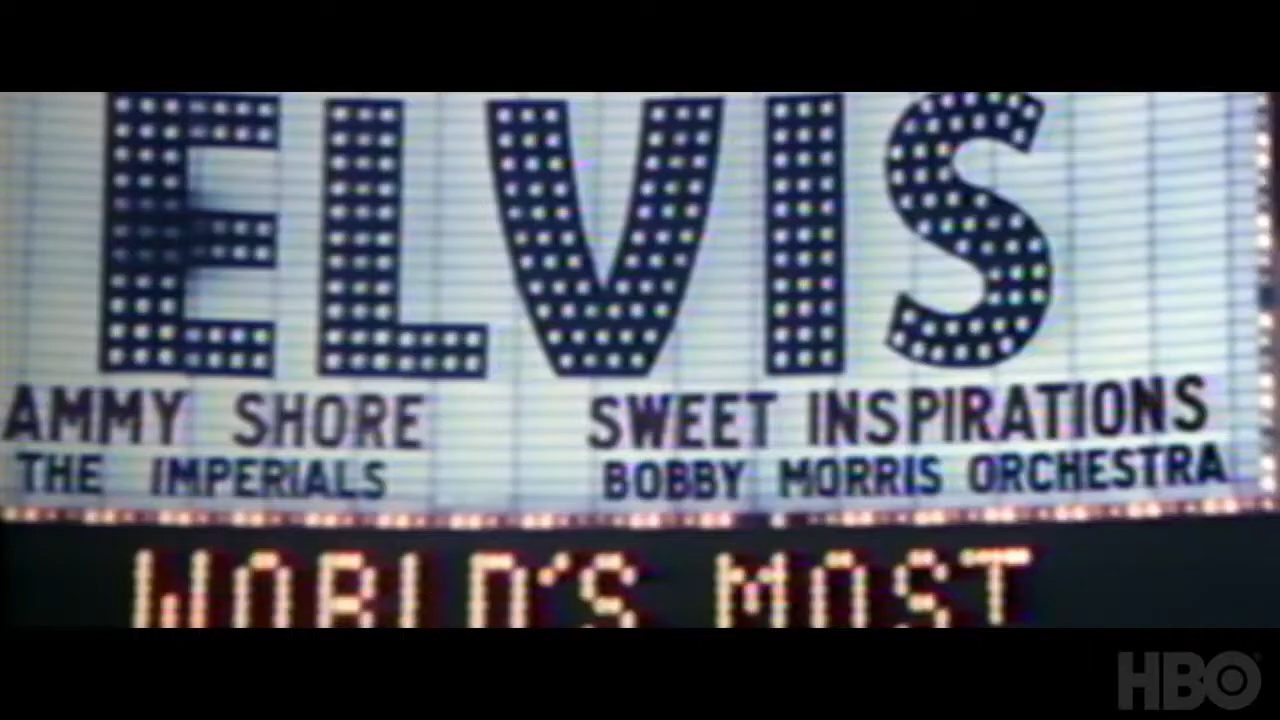 ELVIS
AMMY SHORE SWEET INSPIRATIONS
THE IMPERIALS BOBBY MORRIS ORCHESTRA
WORLD'S MOST
HBO